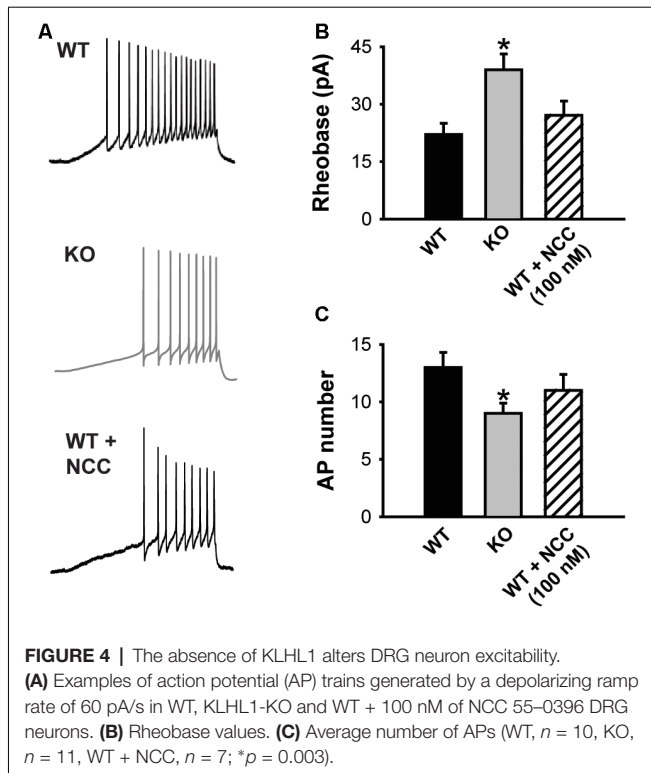 A
WT
KO
WT +
NCC
B
*
Rheobase (pA)
45
30
15
0
WT
KO
WT + NCC
(100 nM)
C
*
AP number
15
10
5
0
WT
KO
WT + NCC
(100 nM)
FIGURE 4 | The absence of KLHL1 alters DRG neuron excitability.
(A) Examples of action potential (AP) trains generated by a depolarizing ramp
rate of 60 pA/s in WT, KLHL1-KO and WT + 100 nM of NCC 55–0396 DRG
neurons. (B) Rheobase values. (C) Average number of APs (WT, n = 10, KO,
n = 11, WT + NCC, n = 7; *p = 0.003).